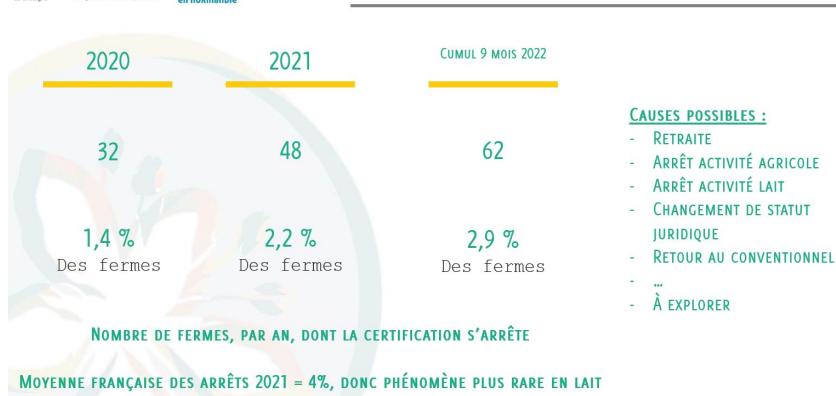 en normandie
2020
2021
CUMUL 9 MOIS 2022
32
48
62
1,4 %
Des fermes
2,2 %
Des fermes
2,9 %
Des fermes
CAUSES POSSIBLES :
- RETRAITE
- ARRÊT ACTIVITÉ AGRICOLE
- ARRÊT ACTIVITÉ LAIT
- CHANGEMENT DE STATUT
JURIDIQUE
- RETOUR AU CONVENTIONNEL
- ...
- À EXPLORER
NOMBRE DE FERMES, PAR AN, DONT LA CERTIFICATION S'ARRÊTE
MOYENNE FRANÇAISE DES ARRÊTS 2021 = 4%, DONC PHÉNOMÈNE PLUS RARE EN LAIT